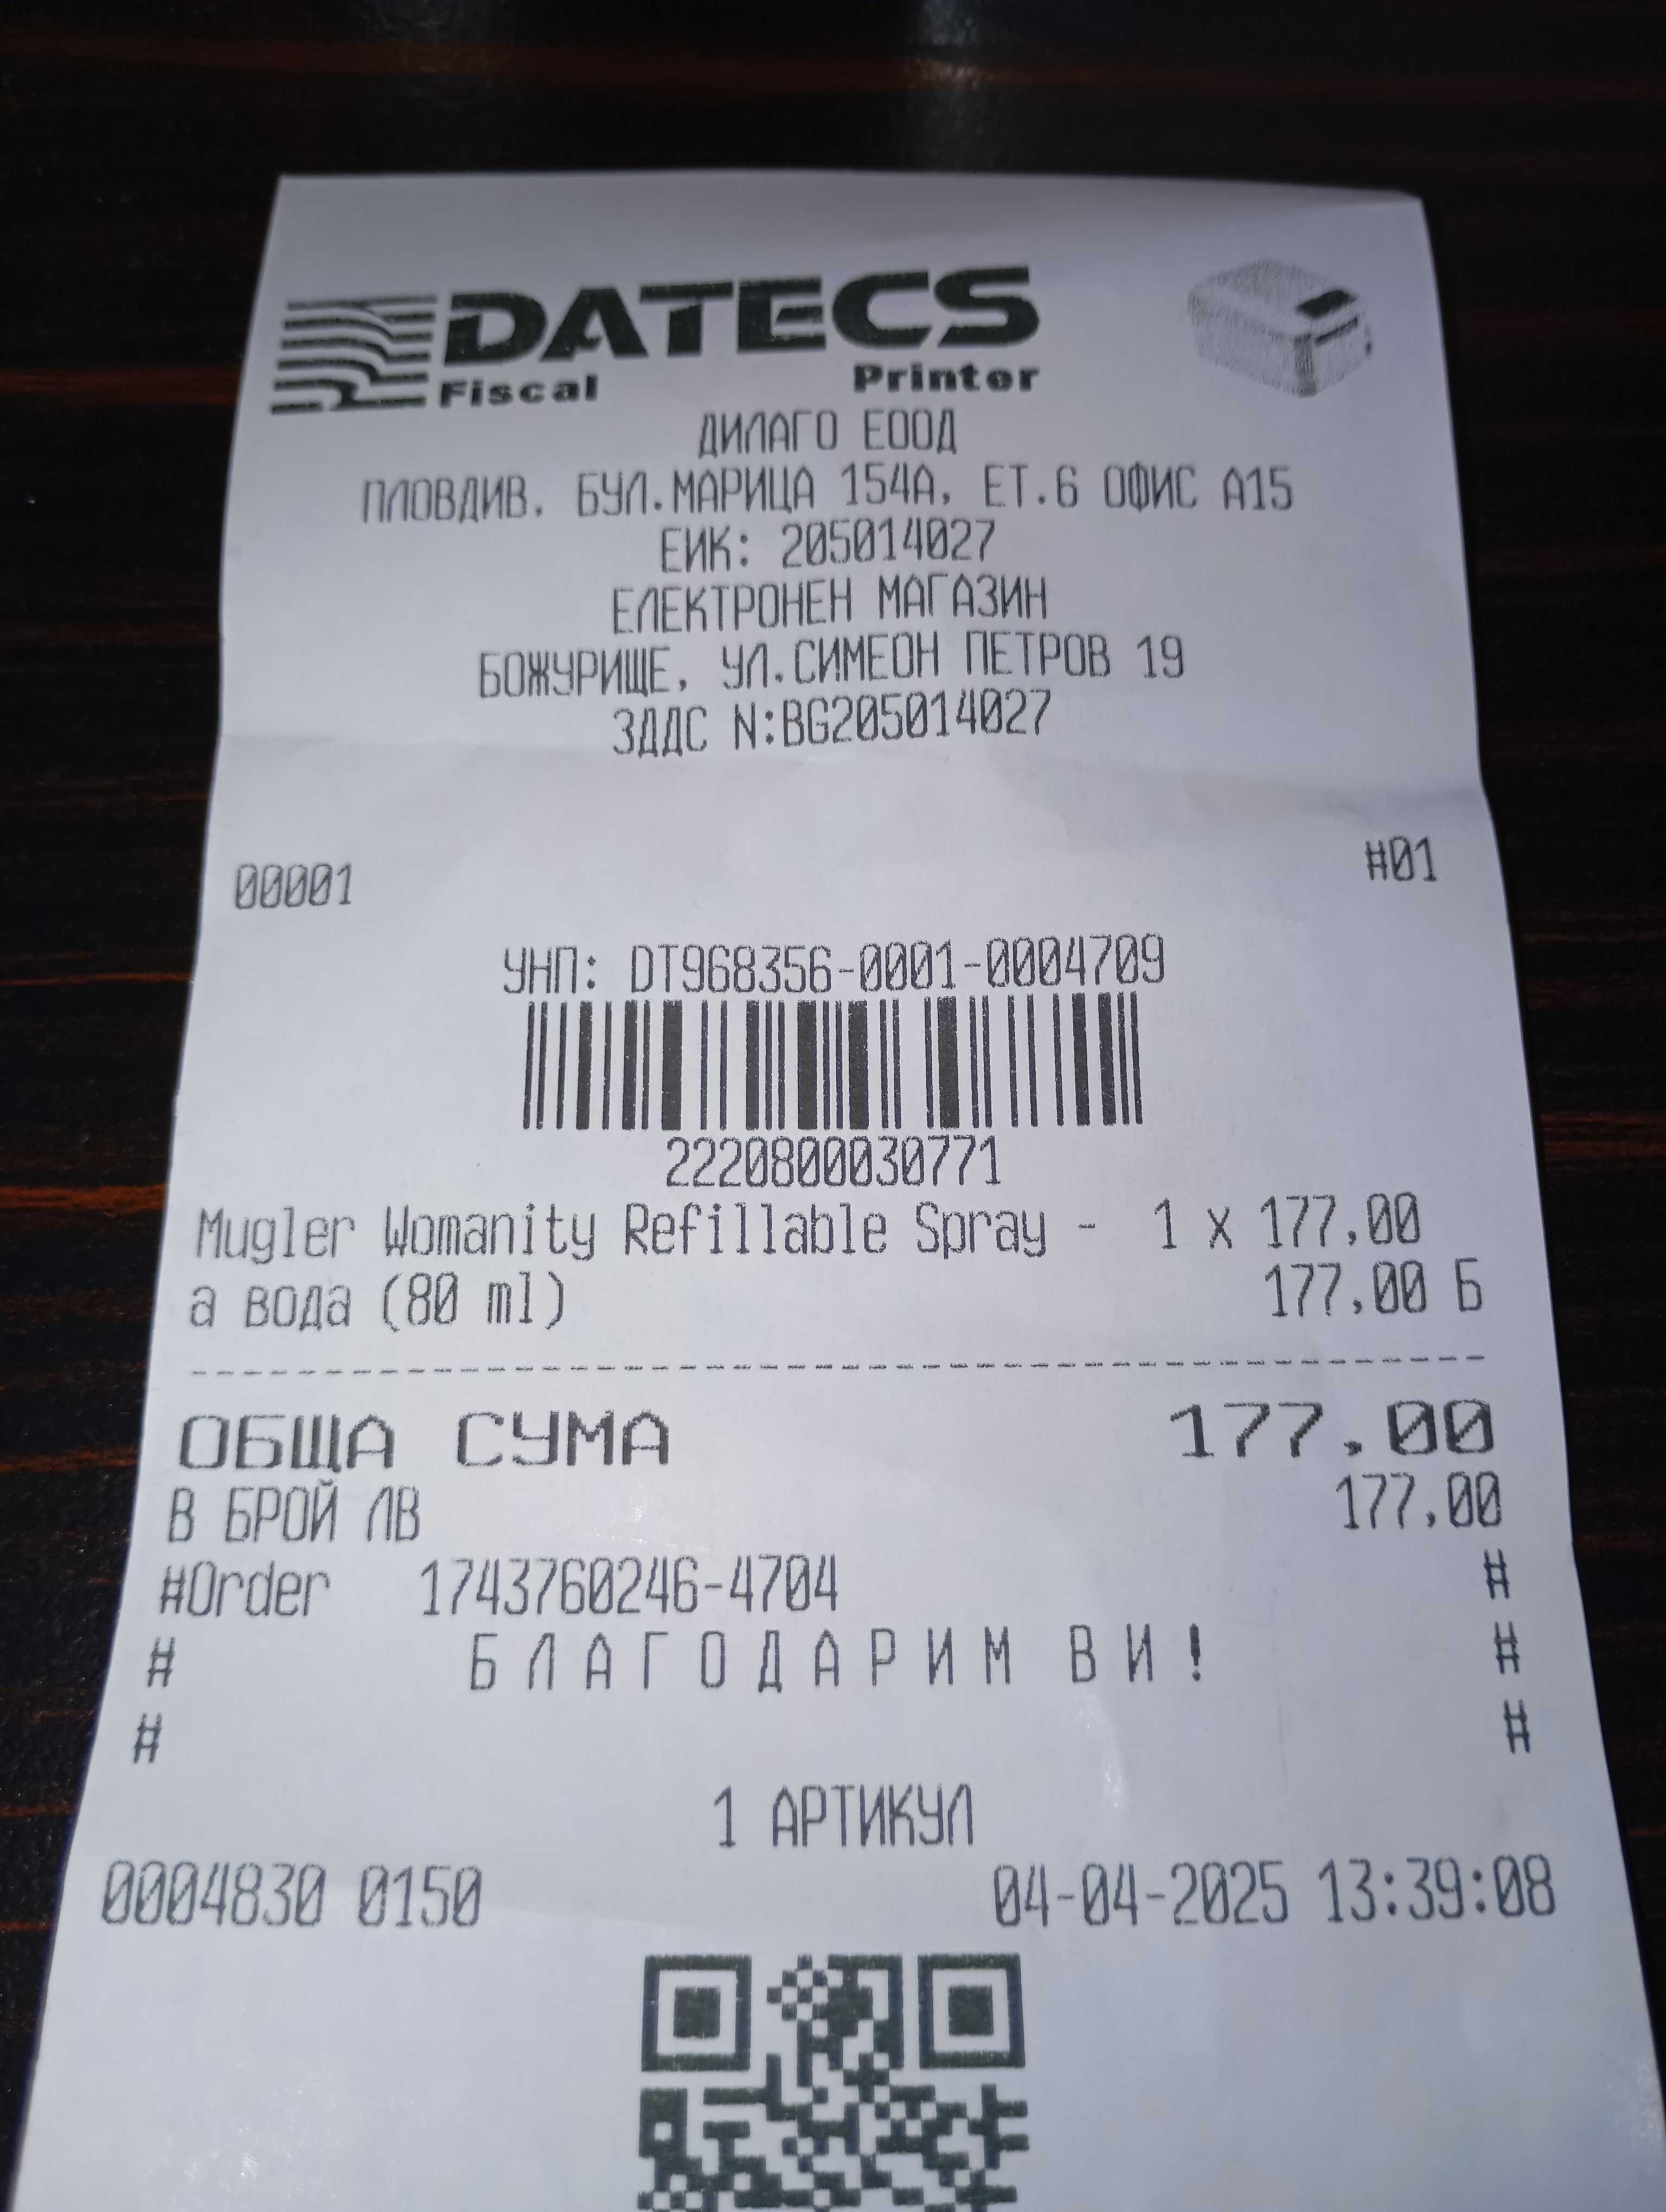 DATECS
Fiscal Printer
ДИЛАГО ЕООД
ПЛОВДИВ, БУЛ.МАРИЦА 154А, ЕТ.6 ОФИС А15
ЕИК: 205014027
ЕЛЕКТРОНЕН МАГАЗИН
БОЖУРИЩЕ, УЛ.СИМЕОН ПЕТРОВ 19
ЗДДС N:BG205014027
00001 #01
УНП: DT968356-0001-0004709
2220800030771
Mugler Womanity Refillable Spray - 1 x 177,00
а вода (80 ml) 177,00 Б
ОБЩА СУМА 177,00
В БРОЙ ЛВ 177,00
#Order 1743760246-4704 #
# БЛАГОДАРИМ ВИ! #
# #
1 АРТИКУЛ
0004830 0150 04-04-2025 13:39:08